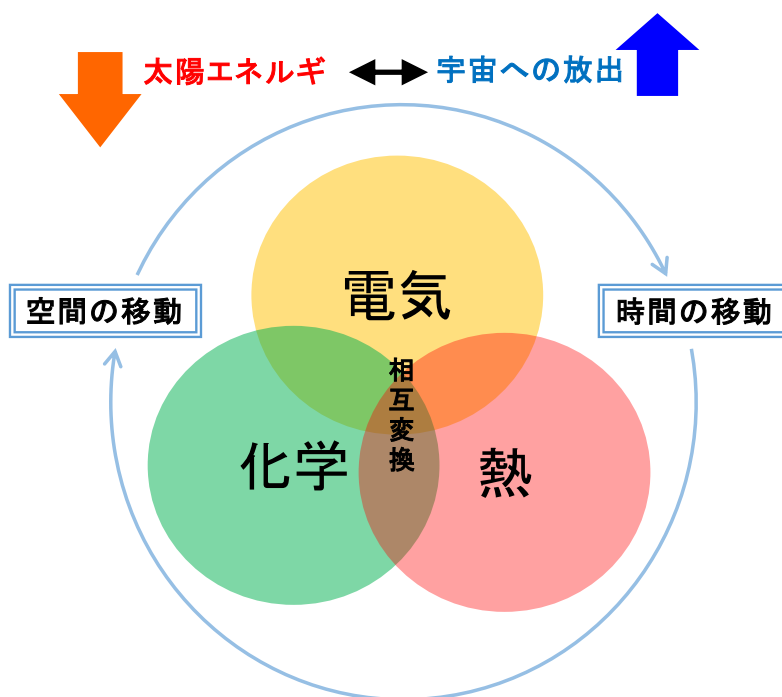 太陽エネルギ
宇宙への放出
電気
空間の移動
時間の移動
相互変換
化学
熱